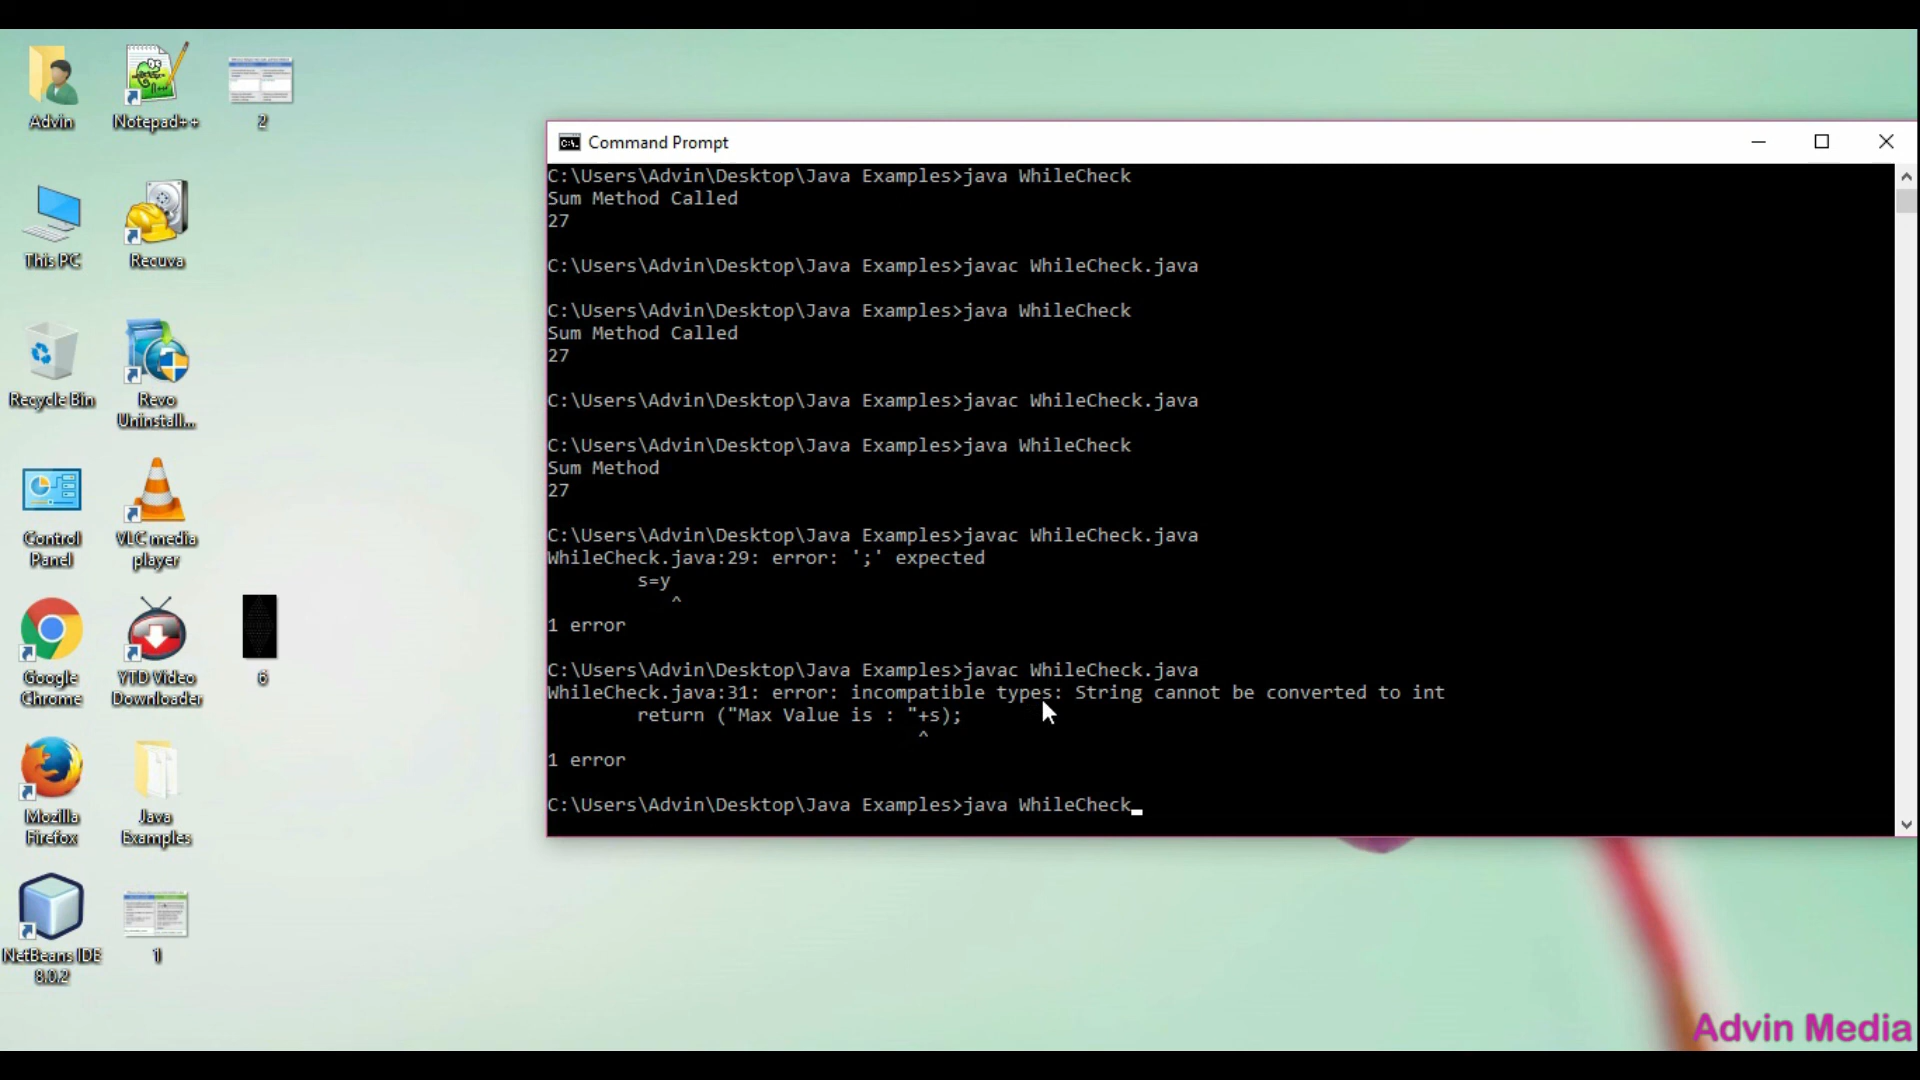 Advin
Notepad++
2
This PC
Recuva
Recycle Bin
Revo
Uninstall...
Control
Panel
VLC media
player
Google
Chrome
YTD Video
Downloader
6
Mozilla
Firefox
Java
Examples
NetBeans IDE
8.0.2
1
Command Prompt
C:\Users\Advin\Desktop\Java Examples>java WhileCheck
Sum Method Called
27
C:\Users\Advin\Desktop\Java Examples>javac WhileCheck.java
C:\Users\Advin\Desktop\Java Examples>java WhileCheck
Sum Method Called
27
C:\Users\Advin\Desktop\Java Examples>javac WhileCheck.java
C:\Users\Advin\Desktop\Java Examples>java WhileCheck
Sum Method
27
C:\Users\Advin\Desktop\Java Examples>javac WhileCheck.java
WhileCheck.java:29: error: ';' expected
s=y
^
1 error
C:\Users\Advin\Desktop\Java Examples>javac WhileCheck.java
WhileCheck.java:31: error: incompatible types: String cannot be converted to int
return ("Max Value is : "+s);
^
1 error
C:\Users\Advin\Desktop\Java Examples>java WhileCheck_
Advin Media